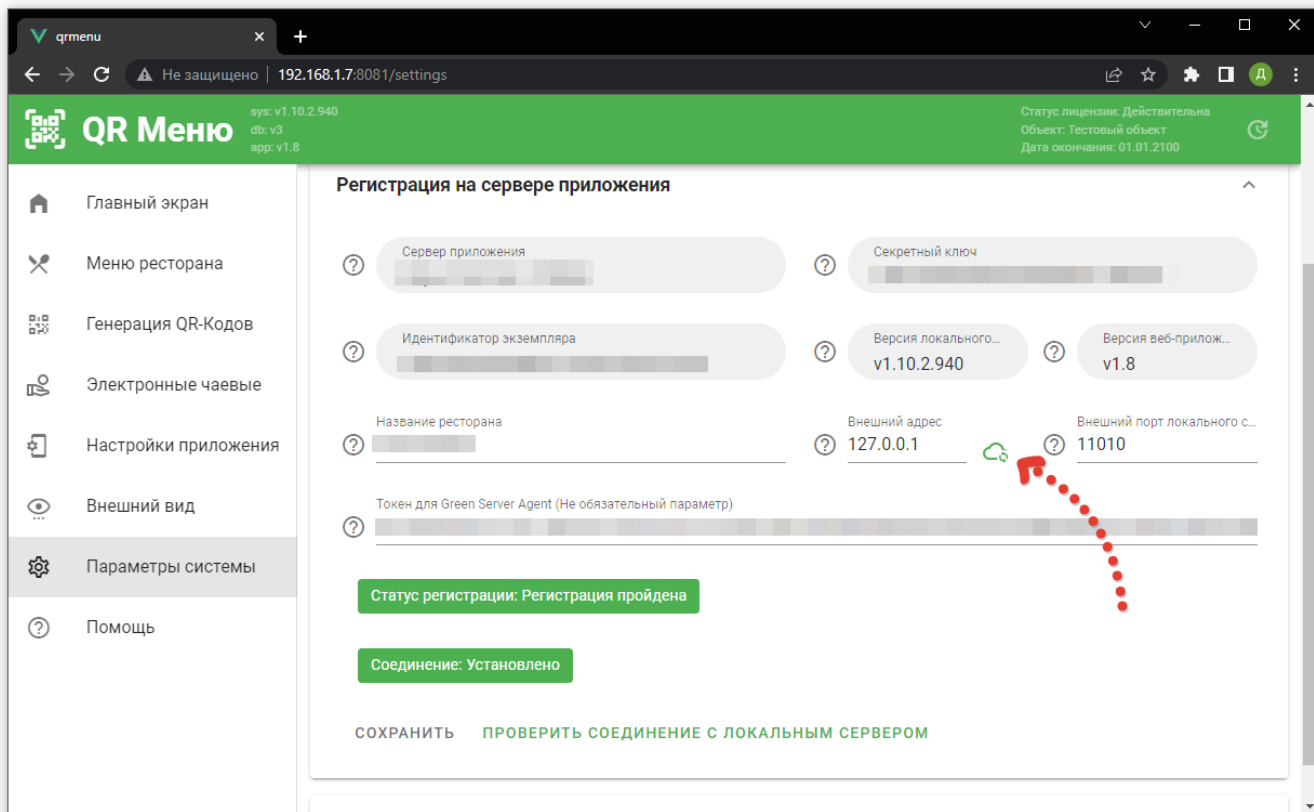 qrmenu
Не защищено
192.168.1.7:8081/settings
Д
QR Меню
sys: v1.10.2.940
db: v3
app: v1.8
Статус лицензии: Действительна
Объект: Тестовый объект
Дата окончания: 01.01.2100
Главный экран
Меню ресторана
Генерация QR-Кодов
Электронные чаевые
Настройки приложения
Внешний вид
Параметры системы
Помощь
Регистрация на сервере приложения
Сервер приложения
Секретный ключ
Идентификатор экземпляра
Версия локального...
v1.10.2.940
Версия веб-прилож...
v1.8
Название ресторана
Внешний адрес
127.0.0.1
Внешний порт локального с...
11010
Токен для Green Server Agent (Не обязательный параметр)
Статус регистрации: Регистрация пройдена
Соединение: Установлено
СОХРАНИТЬ
ПРОВЕРИТЬ СОЕДИНЕНИЕ С ЛОКАЛЬНЫМ СЕРВЕРОМ